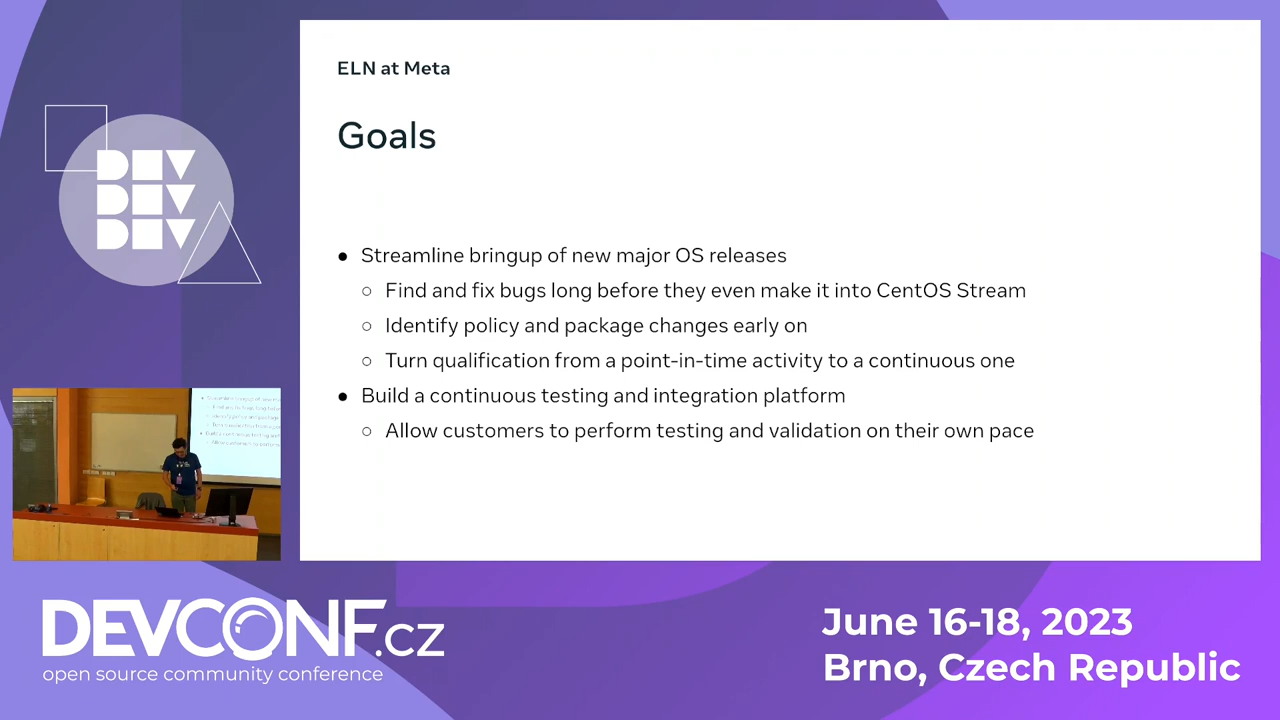 ELN at Meta
Goals
● Streamline bringup of new major OS releases
○ Find and fix bugs long before they even make it into CentOS Stream
○ Identify policy and package changes early on
○ Turn qualification from a point-in-time activity to a continuous one
● Build a continuous testing and integration platform
○ Allow customers to perform testing and validation on their own pace
DEV
DEV
DEV
DEVCONF.cz
open source community conference
June 16-18, 2023
Brno, Czech Republic